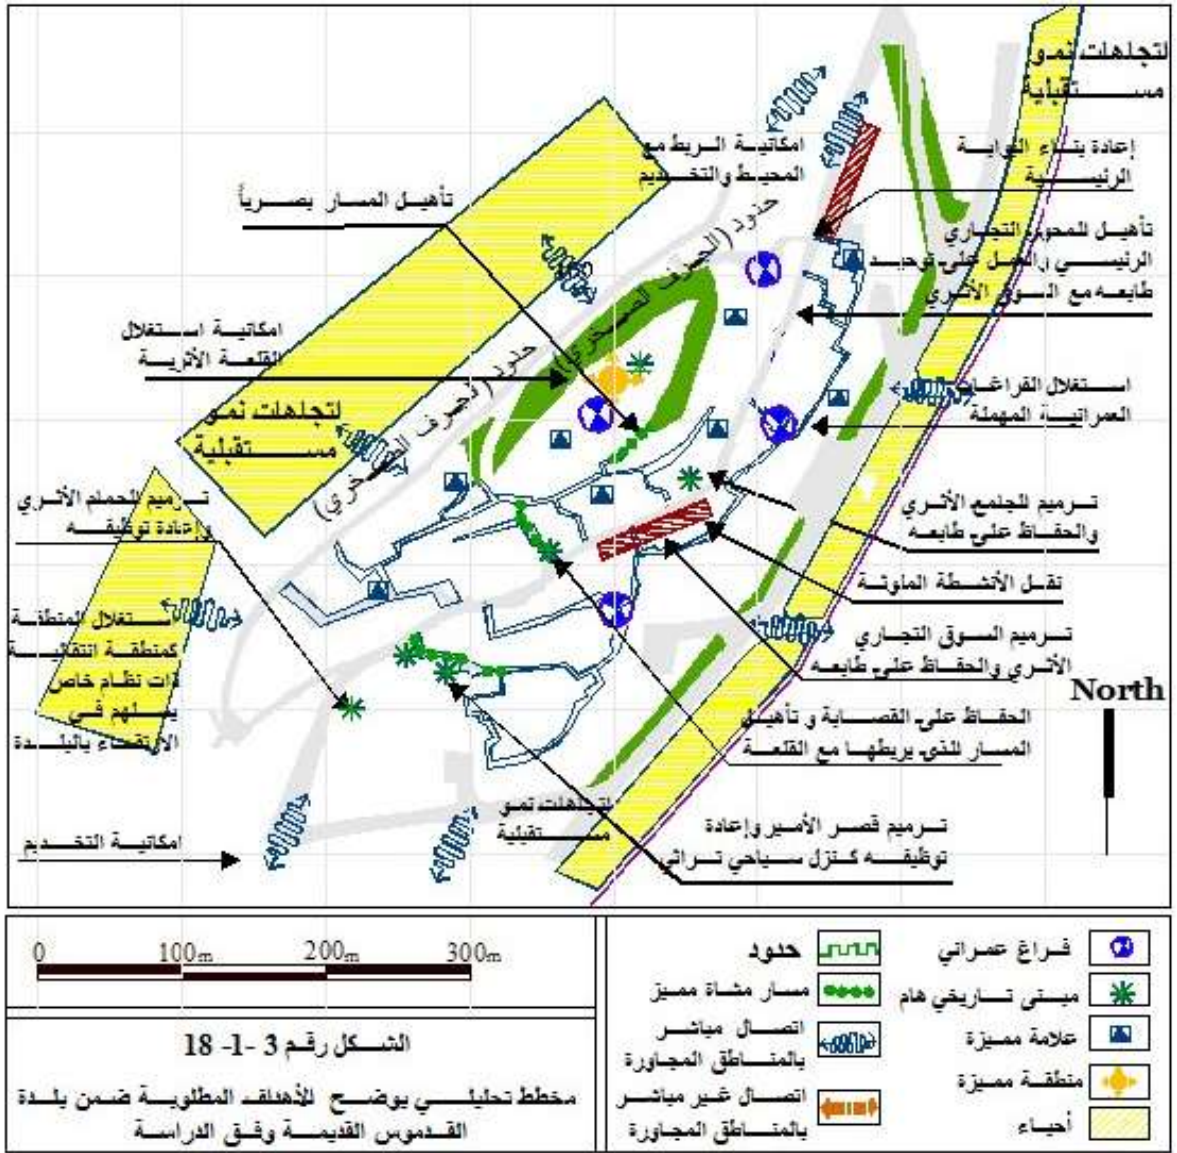 لتجاهات نمو
مستقبلية
امكانية الربط مع
المحيط والتخديم
إعادة بناء البوابة
الرئيسية
تأهيل المسار بصرياً
حدود (الجرف الصخري)
تأهيل المحور التجاري
الرئيسي والعمل على توحيد
طابعه مع السوق الأثري
امكانية استغلال
القلعة الأثرية
حدود (الجرف الصخري)
استغلال الفراغات
العمرانية المهملة
لتجاهات نمو
مستقبلية
ترميم الحمام الأثري
وإعادة توظيفه
ترميم الجامع الأثري
والحفاظ على طابعه
نقل الأنشطة الملوثة
استغلال المنطقة
كمنطقة انتقالية
ذات نظام خاص
يساهم في
الارتقاء بالبلدة
ترميم السوق التجاري
الأثري والحفاظ على طابعه
North
الحفاظ على القصابة و تأهيل
المسار الذي يربطها مع القلعة
اتجاهات نمو
مستقبلية
ترميم قصر الأمير وإعادة
توظيفه كنزل سياحي تراثي
امكانية التخديم
0 100m 200m 300m
الشكل رقم 3 -1- 18
مخطط تحليلي يوضح الأهداف المطلوبة ضمن بلدة
القدموس القديمة وفق الدراسة
فراغ عمراني
مبنى تاريخي هام
علامة مميزة
منطقة مميزة
أحياء
حدود
مسار مشاة مميز
اتصال مباشر
بالمناطق المجاورة
اتصال غير مباشر
بالمناطق المجاورة